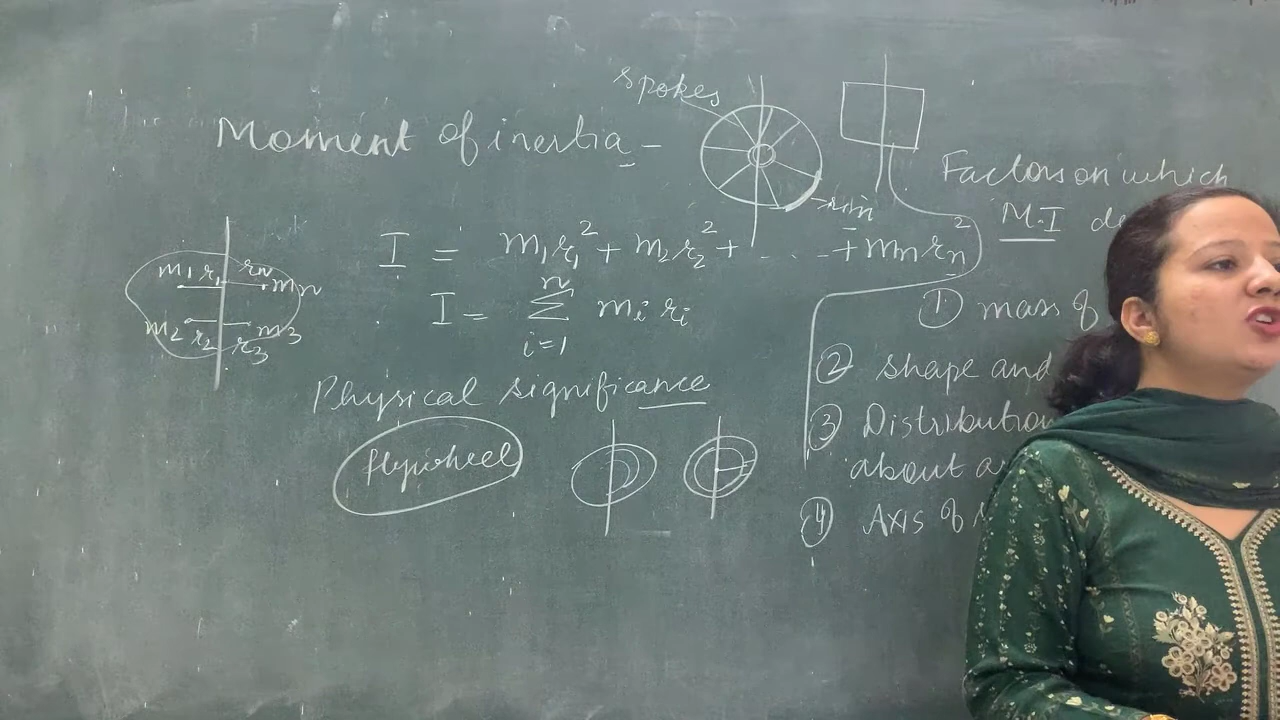 Moment of inertia -
spokes
rim
m₁ r₁ rₙ mₙ
m₂ r₂ r₃ m₃
I = m₁r₁² + m₂r₂² + . . . - + mₙrₙ²
I = Σ mᵢ rᵢ
n
i=1
Physical significance
flywheel
Factors on which
M.I
① mass of
② shape and
③ Distribution
about
④ Axis of